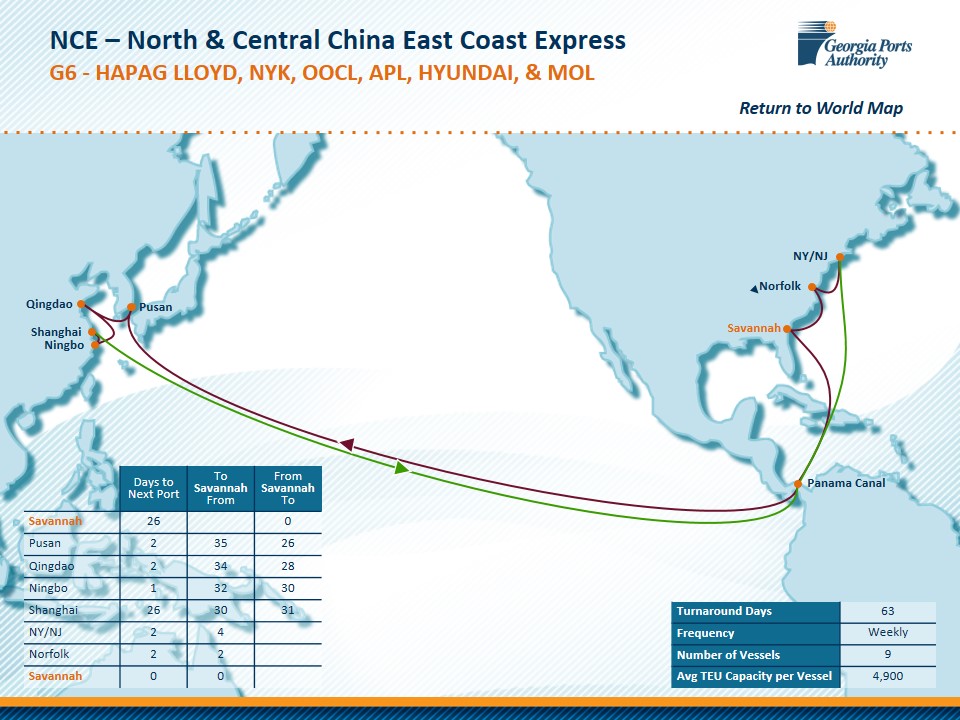 NCE – North & Central China East Coast Express
G6 - HAPAG LLOYD, NYK, OOCL, APL, HYUNDAI, & MOL
Georgia Ports
Authority
Return to World Map
NY/NJ
Norfolk
Savannah
Qingdao
Pusan
Shanghai
Ningbo
Panama Canal
Days to Next Port To Savannah From From Savannah To
Savannah 26 0
Pusan 2 35 26
Qingdao 2 34 28
Ningbo 1 32 30
Shanghai 26 30 31
NY/NJ 2 4
Norfolk 2 2
Savannah 0 0
Turnaround Days 63
Frequency Weekly
Number of Vessels 9
Avg TEU Capacity per Vessel 4,900